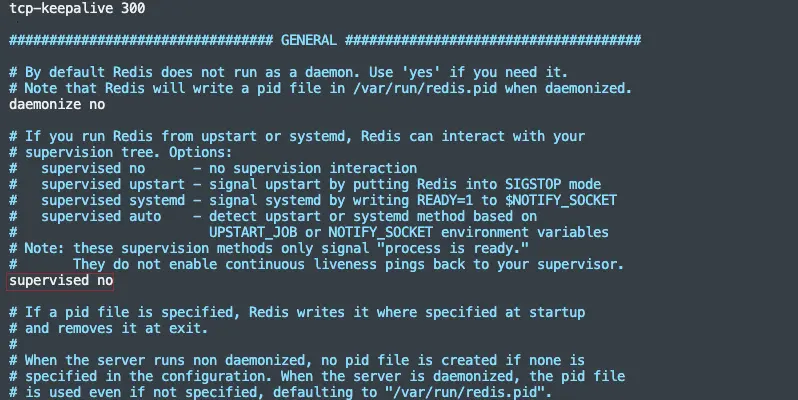 tcp-keepalive 300
################################# GENERAL #####################################
# By default Redis does not run as a daemon. Use 'yes' if you need it.
# Note that Redis will write a pid file in /var/run/redis.pid when daemonized.
daemonize no
# If you run Redis from upstart or systemd, Redis can interact with your
# supervision tree. Options:
#   supervised no      - no supervision interaction
#   supervised upstart - signal upstart by putting Redis into SIGSTOP mode
#   supervised systemd - signal systemd by writing READY=1 to $NOTIFY_SOCKET
#   supervised auto    - detect upstart or systemd method based on
#                        UPSTART_JOB or NOTIFY_SOCKET environment variables
# Note: these supervision methods only signal "process is ready."
#       They do not enable continuous liveness pings back to your supervisor.
supervised no
# If a pid file is specified, Redis writes it where specified at startup
# and removes it at exit.
#
# When the server runs non daemonized, no pid file is created if none is
# specified in the configuration. When the server is daemonized, the pid file
# is used even if not specified, defaulting to "/var/run/redis.pid".